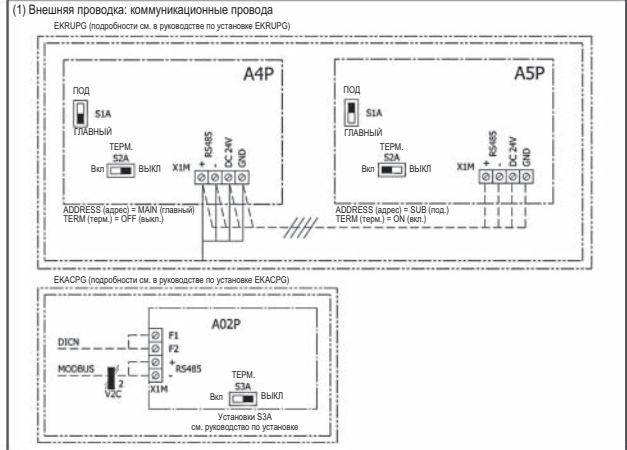 (1) Внешняя проводка: коммуникационные провода
EKRUPG (подробности см. в руководстве по установке EKRUPG)
A4P
ПОД
S1A
ГЛАВНЫЙ
ТЕРМ.
S2A
Вкл ВЫКЛ
X1M
+
RS485
-
DC 24V
GND
ADDRESS (адрес) = MAIN (главный)
TERM (терм.) = OFF (выкл.)
A5P
ПОД
S1A
ГЛАВНЫЙ
ТЕРМ.
S2A
Вкл ВЫКЛ
X1M
+
RS485
-
DC 24V
GND
ADDRESS (адрес) = SUB (под.)
TERM (терм.) = ON (вкл.)
EKACPG (подробности см. в руководстве по установке EKACPG)
A02P
DICN
F1
F2
MODBUS
+
RS485
-
2
V2C
X1M
ТЕРМ.
S3A
Вкл ВЫКЛ
Установки S3A
см. руководство по установке